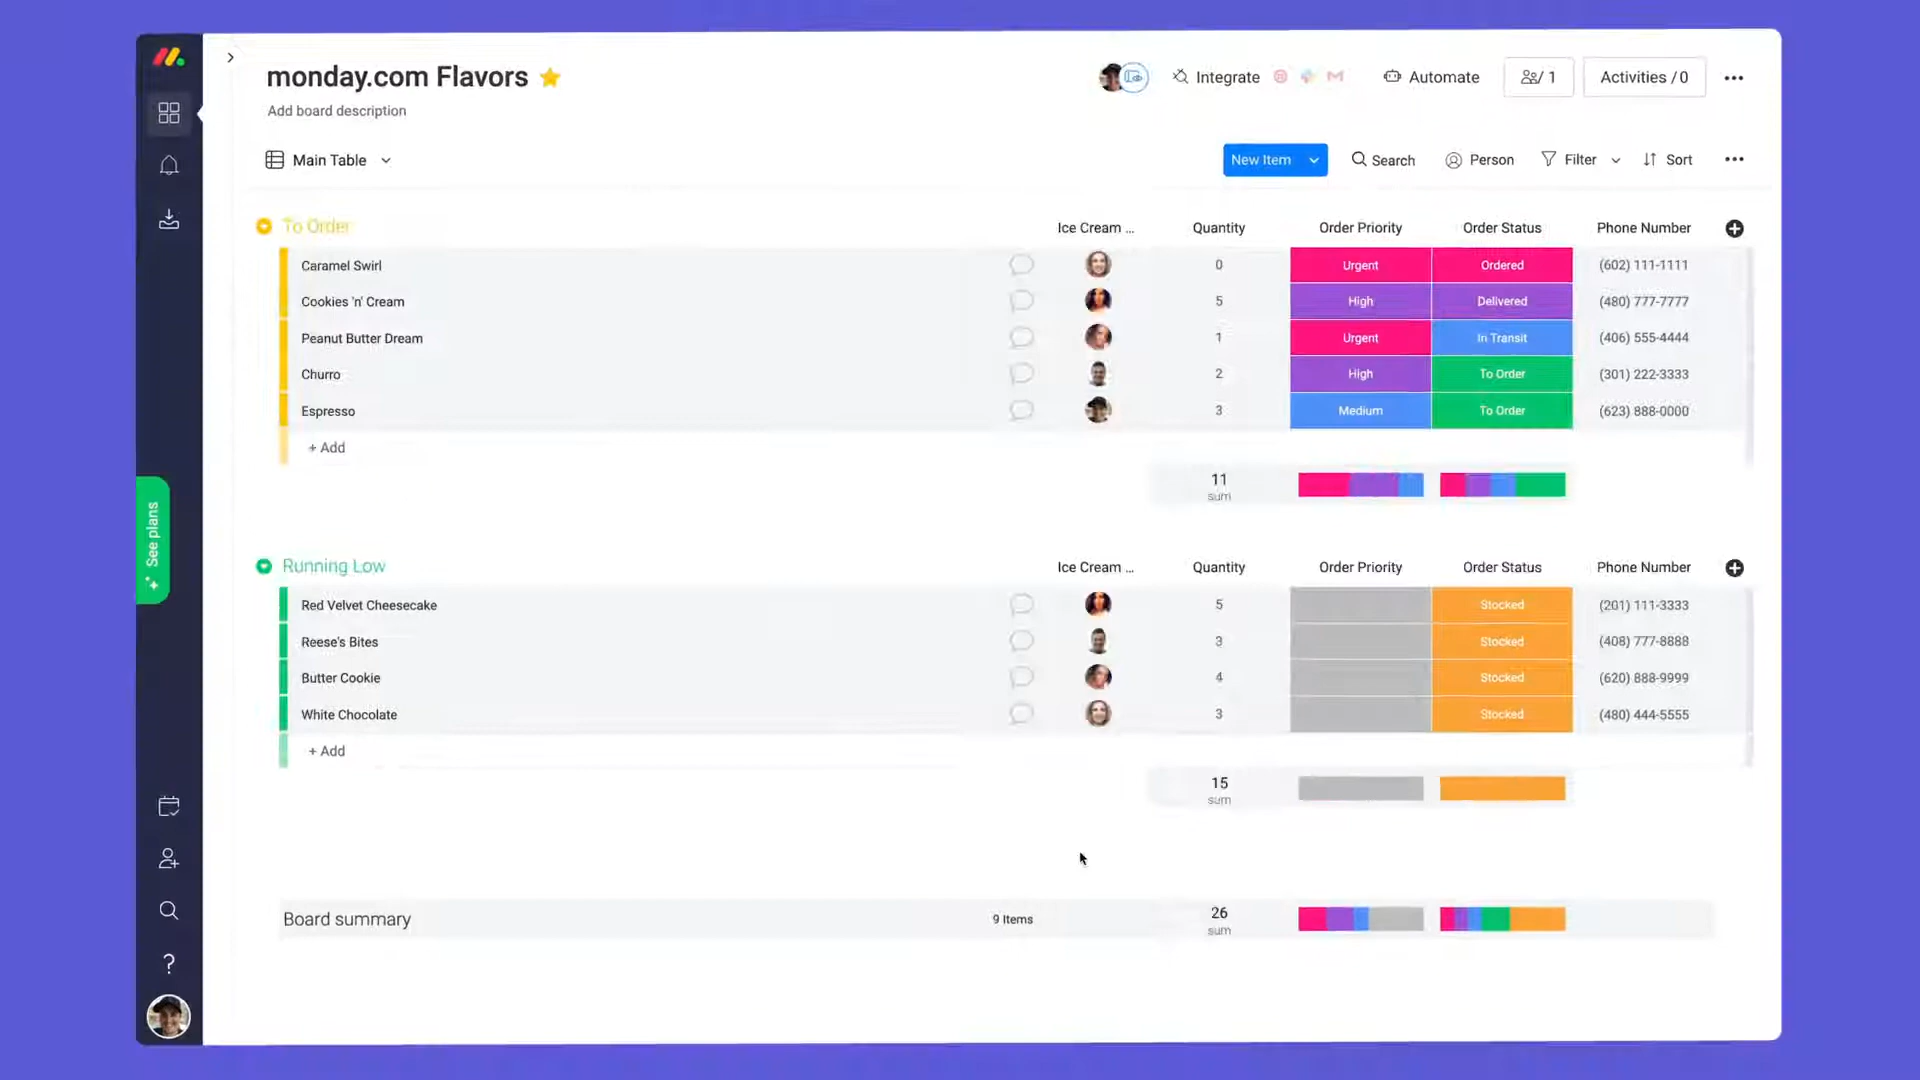 monday.com Flavors
Add board description
Integrate
Automate
/ 1
Activities / 0
Main Table
New Item
Search
Person
Filter
Sort
To Order
Ice Cream ...
Quantity
Order Priority
Order Status
Phone Number
Caramel Swirl 0 Urgent Ordered (602) 111-1111
Cookies 'n' Cream 5 High Delivered (480) 777-7777
Peanut Butter Dream 1 Urgent In Transit (406) 555-4444
Churro 2 High To Order (301) 222-3333
Espresso 3 Medium To Order (623) 888-0000
+ Add
11
sum
See plans
Running Low
Ice Cream ...
Quantity
Order Priority
Order Status
Phone Number
Red Velvet Cheesecake 5 Stocked (201) 111-3333
Reese's Bites 3 Stocked (408) 777-8888
Butter Cookie 4 Stocked (620) 888-9999
White Chocolate 3 Stocked (480) 444-5555
+ Add
15
sum
Board summary
9 Items
26
sum
?